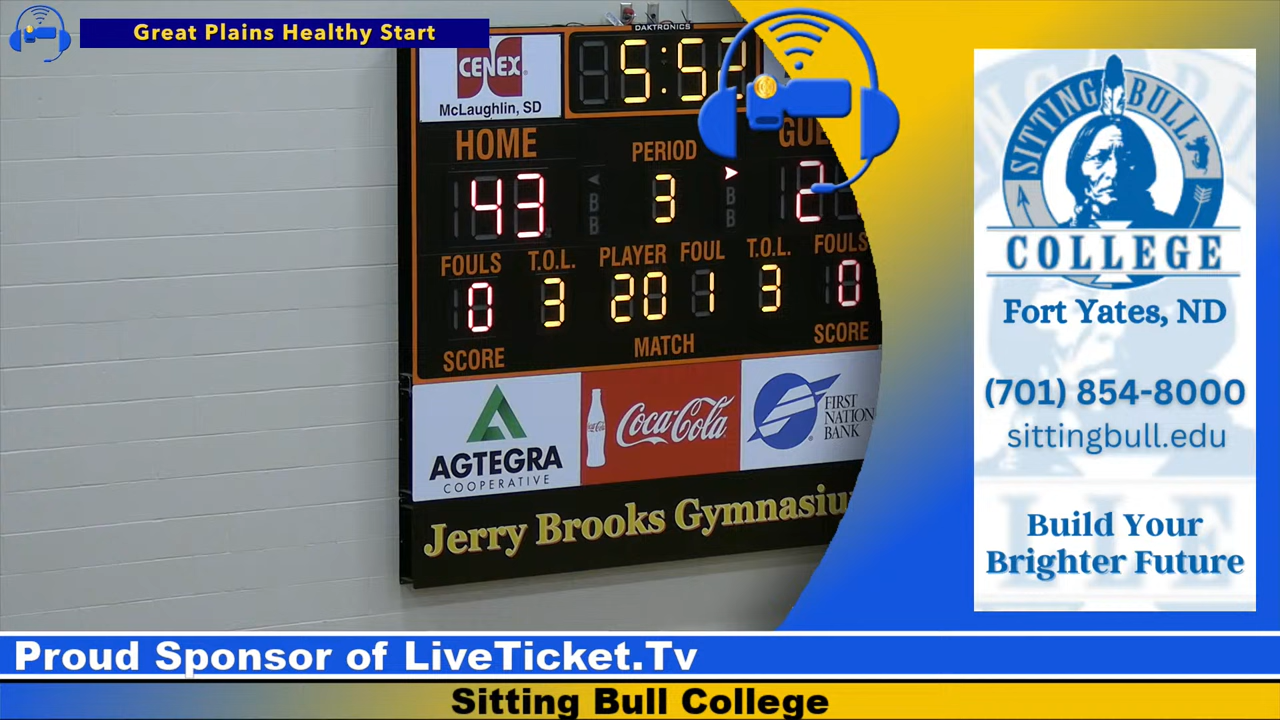 Great Plains Healthy Start
DAKTRONICS
CENEX
McLaughlin, SD
5:52
HOME
PERIOD
43
3
2
B B
B B
FOULS T.O.L. PLAYER FOUL T.O.L. FOULS
0 3 20 1 3 0
SCORE MATCH SCORE
AGTEGRA
COOPERATIVE
Coca-Cola
FIRST
NATIONAL
BANK
Jerry Brooks
SITTING BULL
COLLEGE
Fort Yates, ND
(701) 854-8000
sittingbull.edu
Build Your
Brighter Future
Proud Sponsor of LiveTicket.Tv
Sitting Bull College